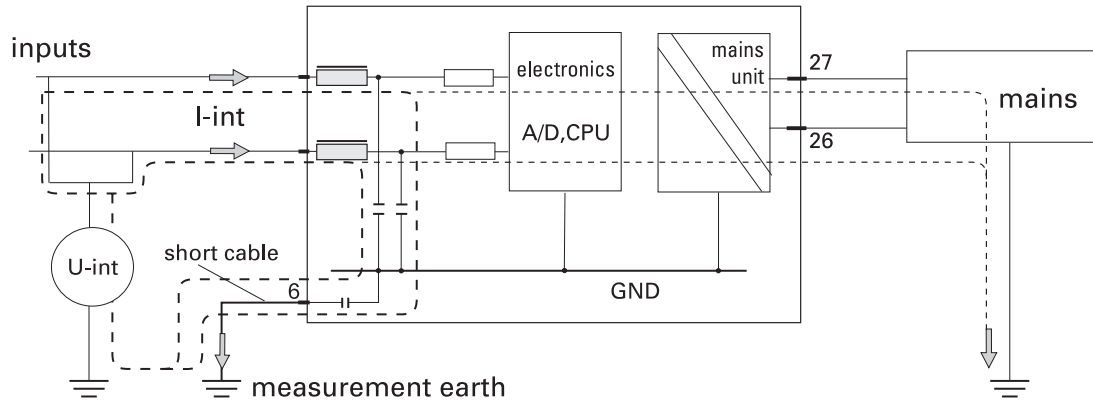 inputs
I-int
electronics
A/D,CPU
mains
unit
27
26
mains
short cable
U-int
6
GND
measurement earth